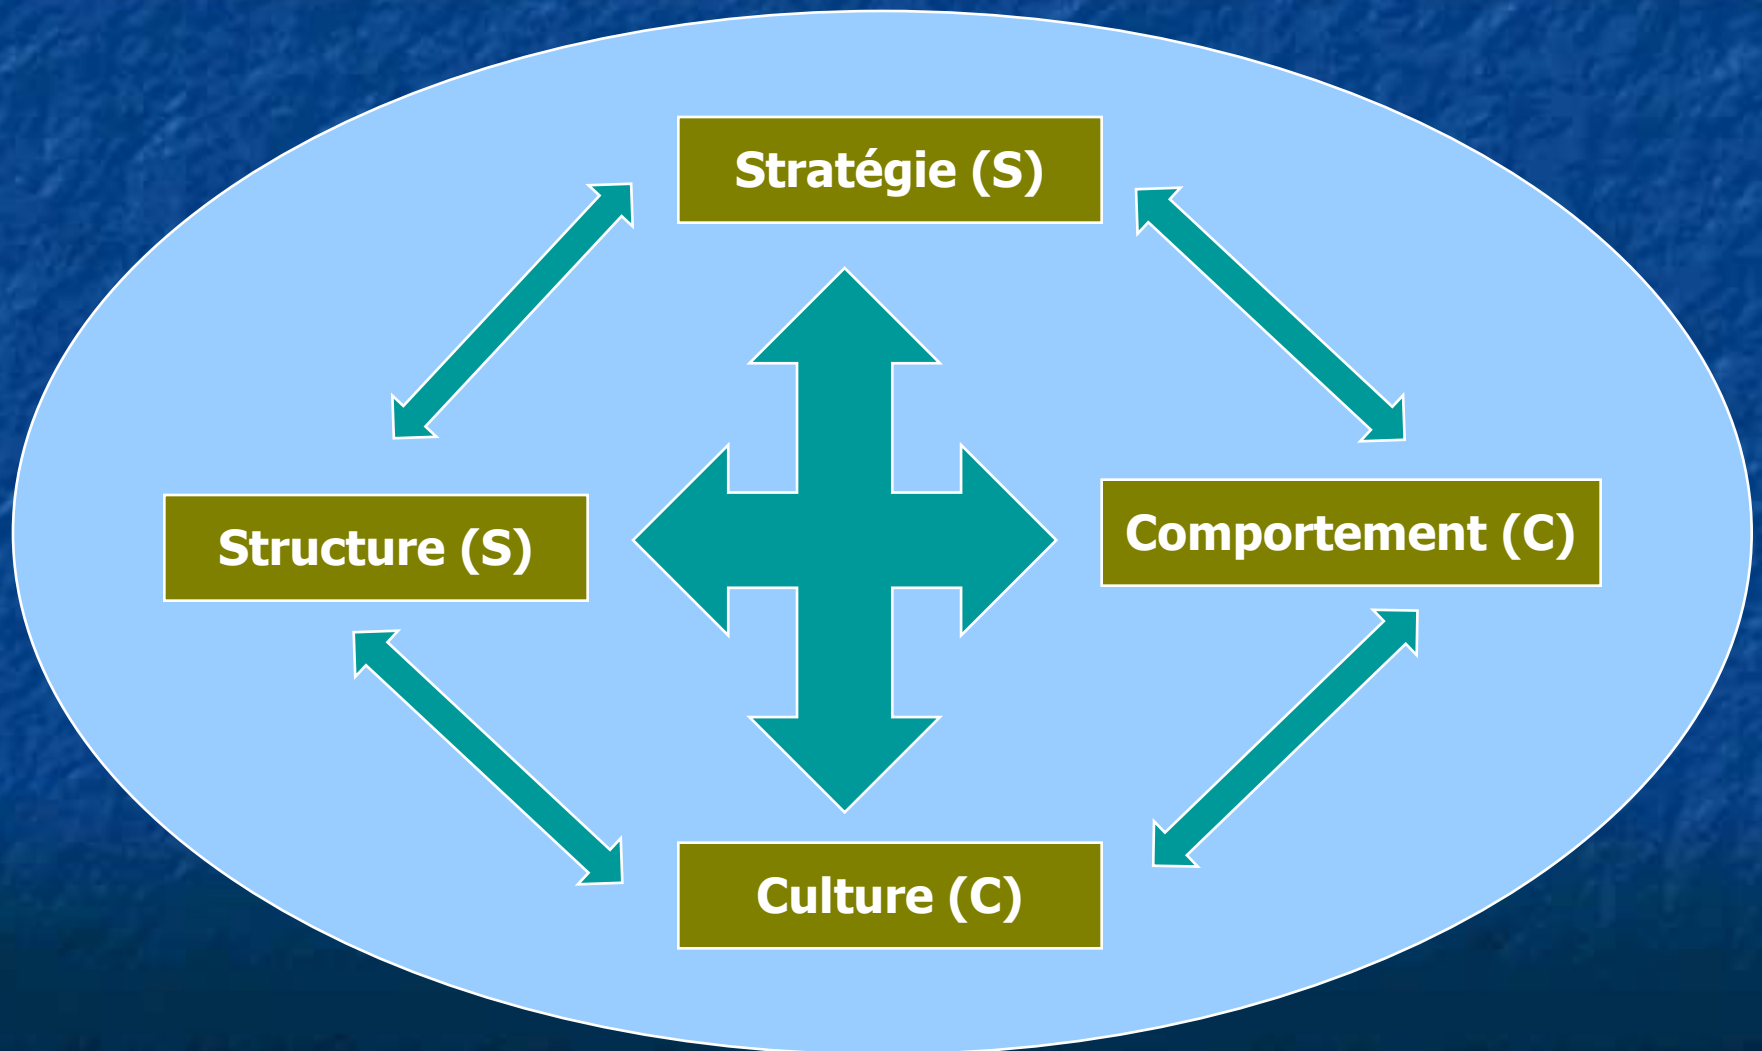 Stratégie (S)
Structure (S)
Comportement (C)
Culture (C)